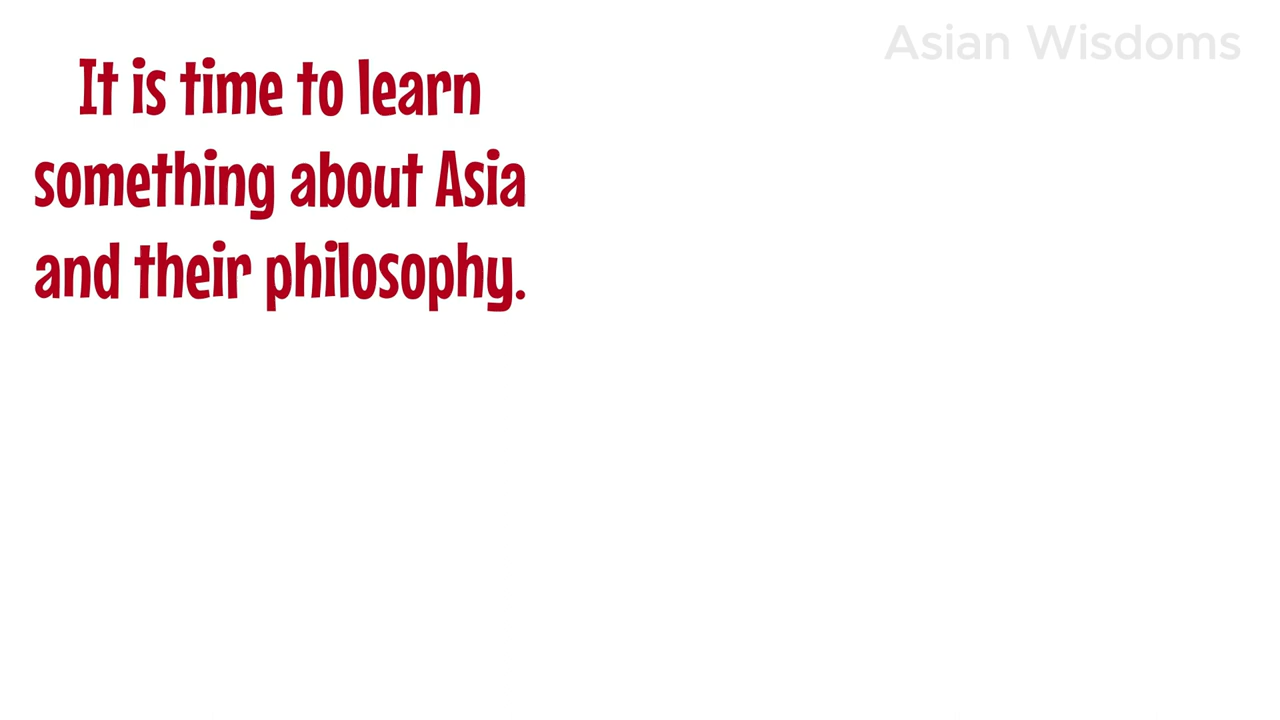 Asian Wisdoms
It is time to learn
something about Asia
and their philosophy.